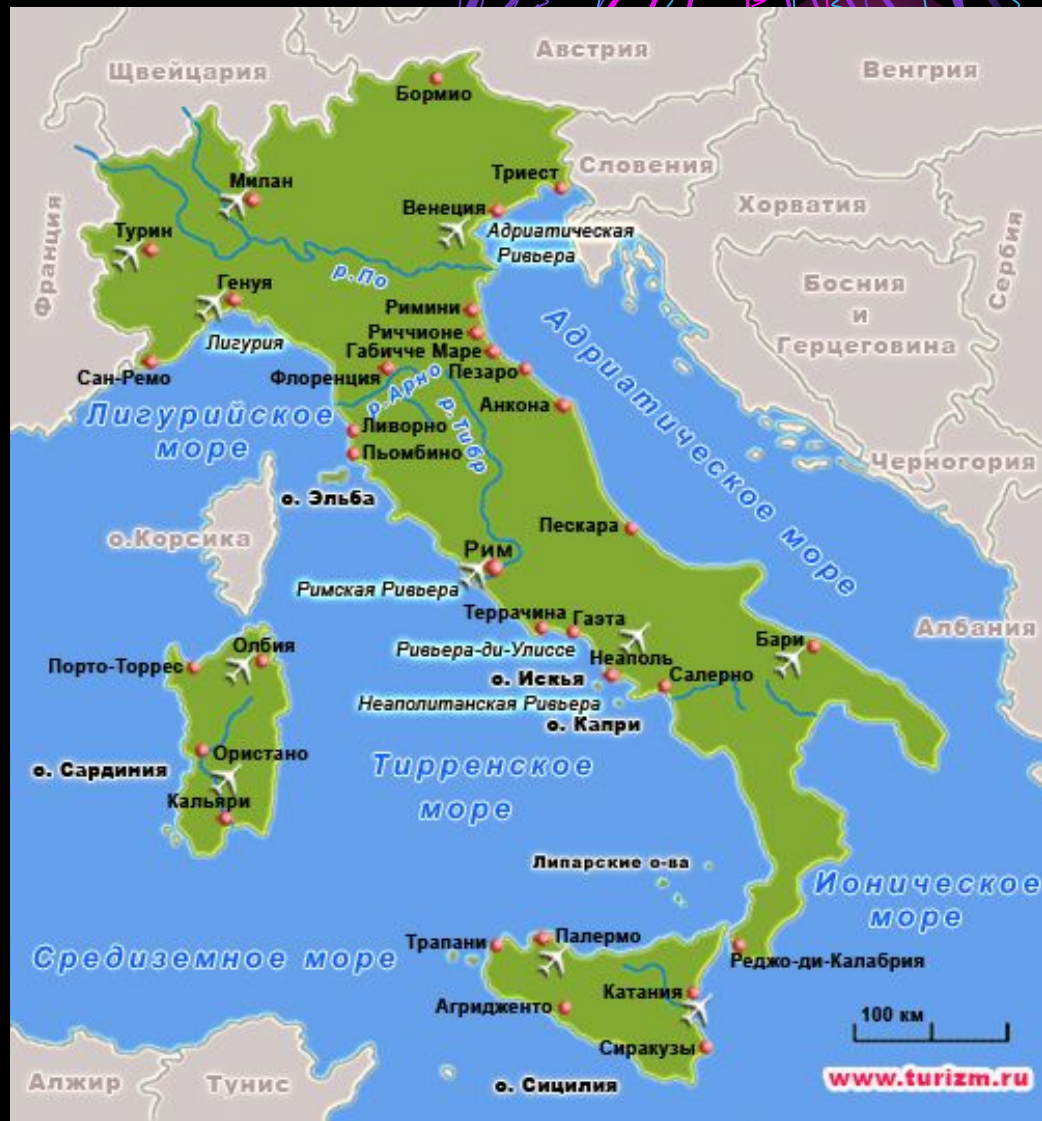 Австрия
Щвейцария
Венгрия
Бормио
Словения
Триест
Милан
Хорватия
Венеция
Франция
Турин
Адриатическая
Ривьера
Сербия
р.По
Генуя
Босния
и
Герцеговина
Римини
Риччионе
Лигурия
Габичче Маре
Сан-Ремо
Флоренция
Пезаро
Адриатическое море
р.Арно
р.Тибр
Анкона
Лигурийское
море
Ливорно
Пьомбино
Черногория
о. Эльба
о.Корсика
Пескара
Рим
Римская Ривьера
Террачина
Гаэта
Албания
Олбия
Бари
Порто-Торрес
Ривьера-ди-Улиссе
Неаполь
о. Искья
Салерно
Неаполитанская Ривьера
о. Капри
Ористано
о. Сардиния
Тирренское
море
Кальяри
Липарские о-ва
Ионическое
море
Средиземное море
Трапани
Палермо
Реджо-ди-Калабрия
Катания
Агридженто
100 км
Сиракузы
Алжир
Тунис
о. Сицилия
www.turizm.ru